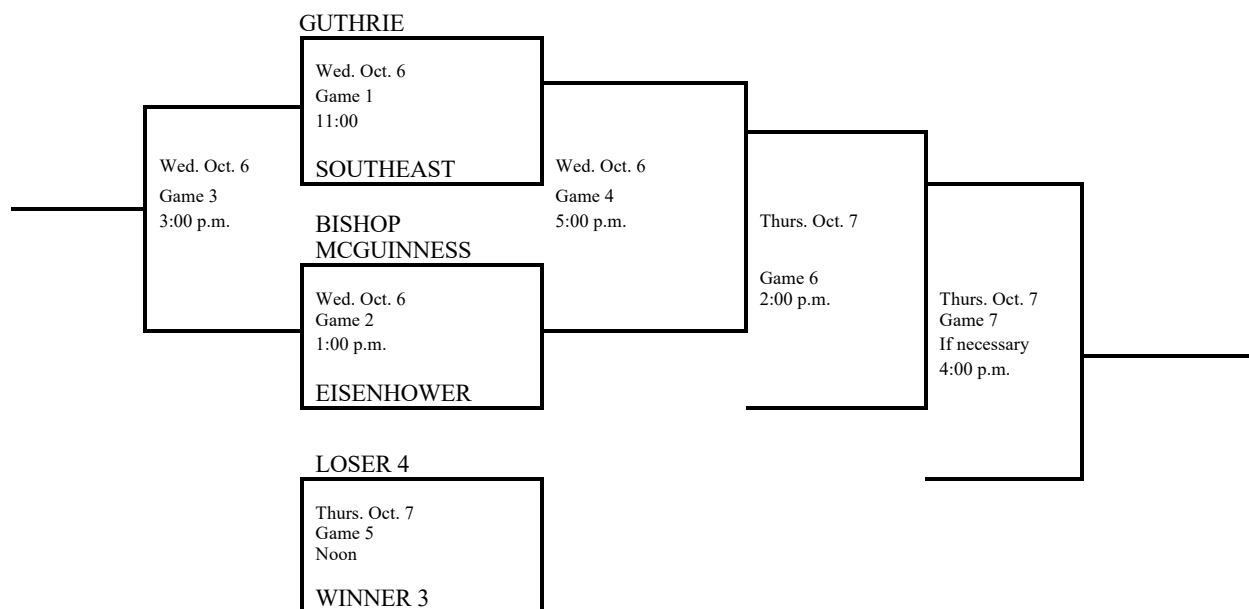 GUTHRIE
Wed. Oct. 6
Game 1
11:00
SOUTHEAST
Wed. Oct. 6
Game 3
3:00 p.m.
Wed. Oct. 6
Game 4
5:00 p.m.
BISHOP
MCGUINNESS
Wed. Oct. 6
Game 2
1:00 p.m.
EISENHOWER
Thurs. Oct. 7
Game 6
2:00 p.m.
Thurs. Oct. 7
Game 7
If necessary
4:00 p.m.
LOSER 4
Thurs. Oct. 7
Game 5
Noon
WINNER 3